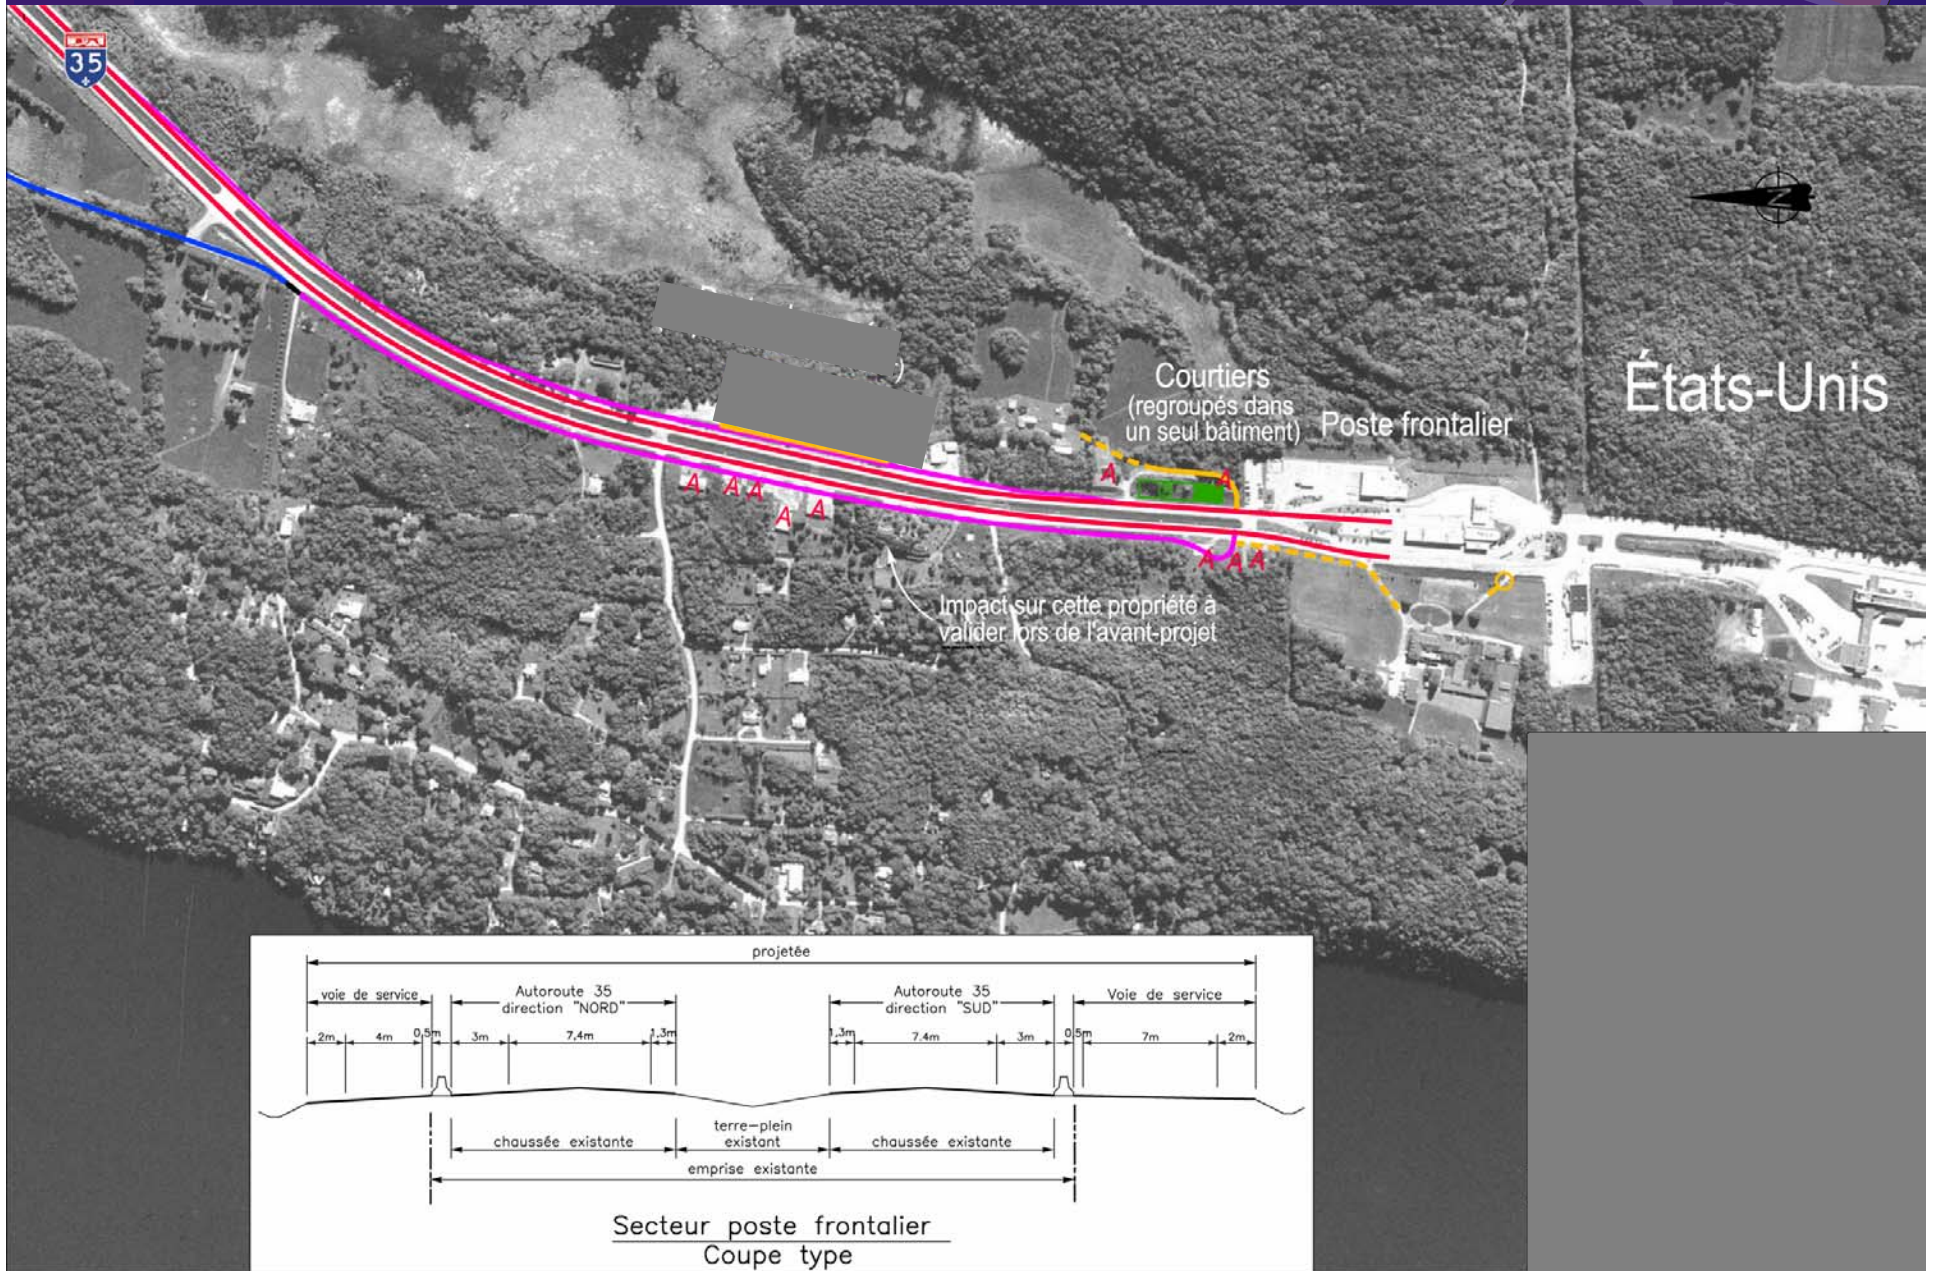 35
N
États-Unis
Courtiers
(regroupés dans
un seul bâtiment)
Poste frontalier
A
A
A A A
A
A
A A A
Impact sur cette propriété à
valider lors de l'avant-projet
projetée
voie de service
Autoroute 35
direction "NORD"
Autoroute 35
direction "SUD"
Voie de service
2m
4m
0,5m
3m
7,4m
1,3m
1,3m
7.4m
3m
0,5m
7m
2m
chaussée existante
terre-plein
existant
chaussée existante
emprise existante
Secteur poste frontalier
Coupe type